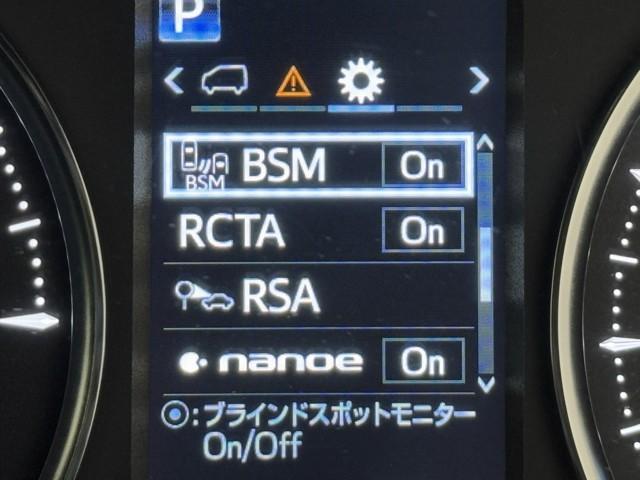 P
BSM BSM On
RCTA On
RSA
nanoe On
◉: ブラインドスポットモニター
On/Off